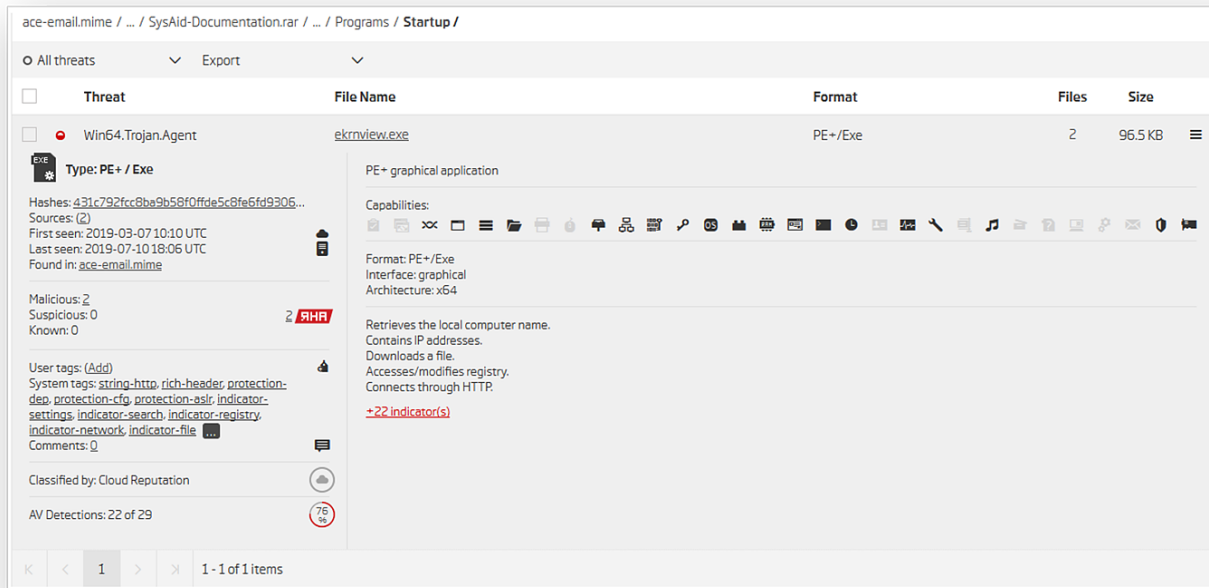 ace-email.mime / ... / SysAid-Documentation.rar / ... / Programs / Startup /
All threats Export
Threat File Name Format Files Size
Win64.Trojan.Agent ekrnview.exe PE+/Exe 2 96.5 KB
EXE
Type: PE+ / Exe
Hashes: 431c792fcc8ba9b58f0ffde5c8fe6fd9306...
Sources: (2)
First seen: 2019-03-07 10:10 UTC
Last seen: 2019-07-10 18:06 UTC
Found in: ace-email.mime
Malicious: 2
Suspicious: 0
Known: 0
2 RHA
User tags: (Add)
System tags: string-http, rich-header, protection-
dep, protection-cfg, protection-aslr, indicator-
settings, indicator-search, indicator-registry,
indicator-network, indicator-file ...
Comments: 0
Classified by: Cloud Reputation
AV Detections: 22 of 29
76
%
PE+ graphical application
Capabilities:
OS
Format: PE+/Exe
Interface: graphical
Architecture: x64
Retrieves the local computer name.
Contains IP addresses.
Downloads a file.
Accesses/modifies registry.
Connects through HTTP.
+22 indicator(s)
1
1 - 1 of 1 items